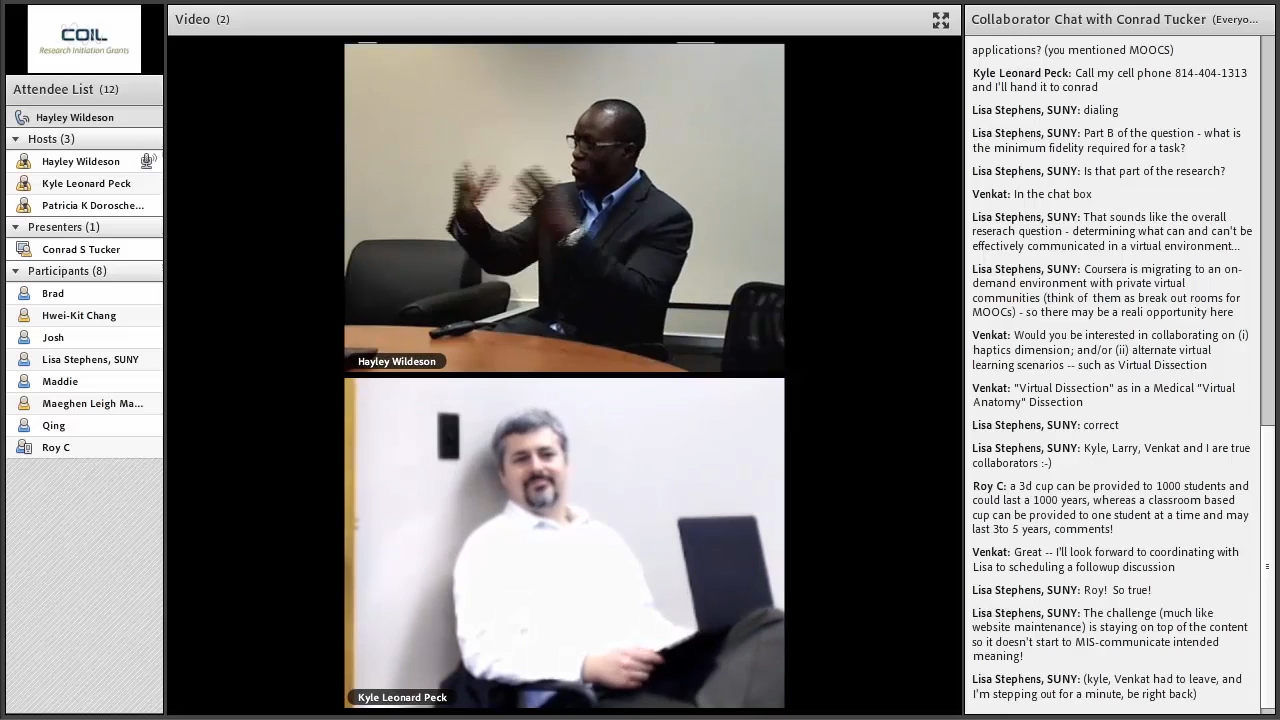 COIL
Research Initiation Grants
Attendee List (12)
Hayley Wildeson
Hosts (3)
Hayley Wildeson
Kyle Leonard Peck
Patricia K Dorosche...
Presenters (1)
Conrad S Tucker
Participants (8)
Brad
Hwei-Kit Chang
Josh
Lisa Stephens, SUNY
Maddie
Maeghen Leigh Ma...
Qing
Roy C
Video (2)
Hayley Wildeson
Kyle Leonard Peck
Collaborator Chat with Conrad Tucker (Everyo...
applications? (you mentioned MOOCS)
Kyle Leonard Peck: Call my cell phone 814-404-1313
and I'll hand it to conrad
Lisa Stephens, SUNY: dialing
Lisa Stephens, SUNY: Part B of the question - what is
the minimum fidelity required for a task?
Lisa Stephens, SUNY: Is that part of the research?
Venkat: In the chat box
Lisa Stephens, SUNY: That sounds like the overall
reserach question - determining what can and can't be
effectively communicated in a virtual environment...
Lisa Stephens, SUNY: Coursera is migrating to an on-
demand environment with private virtual
communities (think of them as break out rooms for
MOOCs) - so there may be a reali opportunity here
Venkat: Would you be interested in collaborating on (i)
haptics dimension; and/or (ii) alternate virtual
learning scenarios -- such as Virtual Dissection
Venkat: "Virtual Dissection" as in a Medical "Virtual
Anatomy" Dissection
Lisa Stephens, SUNY: correct
Lisa Stephens, SUNY: Kyle, Larry, Venkat and I are true
collaborators :-)
Roy C: a 3d cup can be provided to 1000 students and
could last a 1000 years, whereas a classroom based
cup can be provided to one student at a time and may
last 3to 5 years, comments!
Venkat: Great -- I'll look forward to coordinating with
Lisa to scheduling a followup discussion
Lisa Stephens, SUNY: Roy!  So true!
Lisa Stephens, SUNY: The challenge (much like
website maintenance) is staying on top of the content
so it doesn't start to MIS-communicate intended
meaning!
Lisa Stephens, SUNY: (kyle, Venkat had to leave, and
I'm stepping out for a minute, be right back)